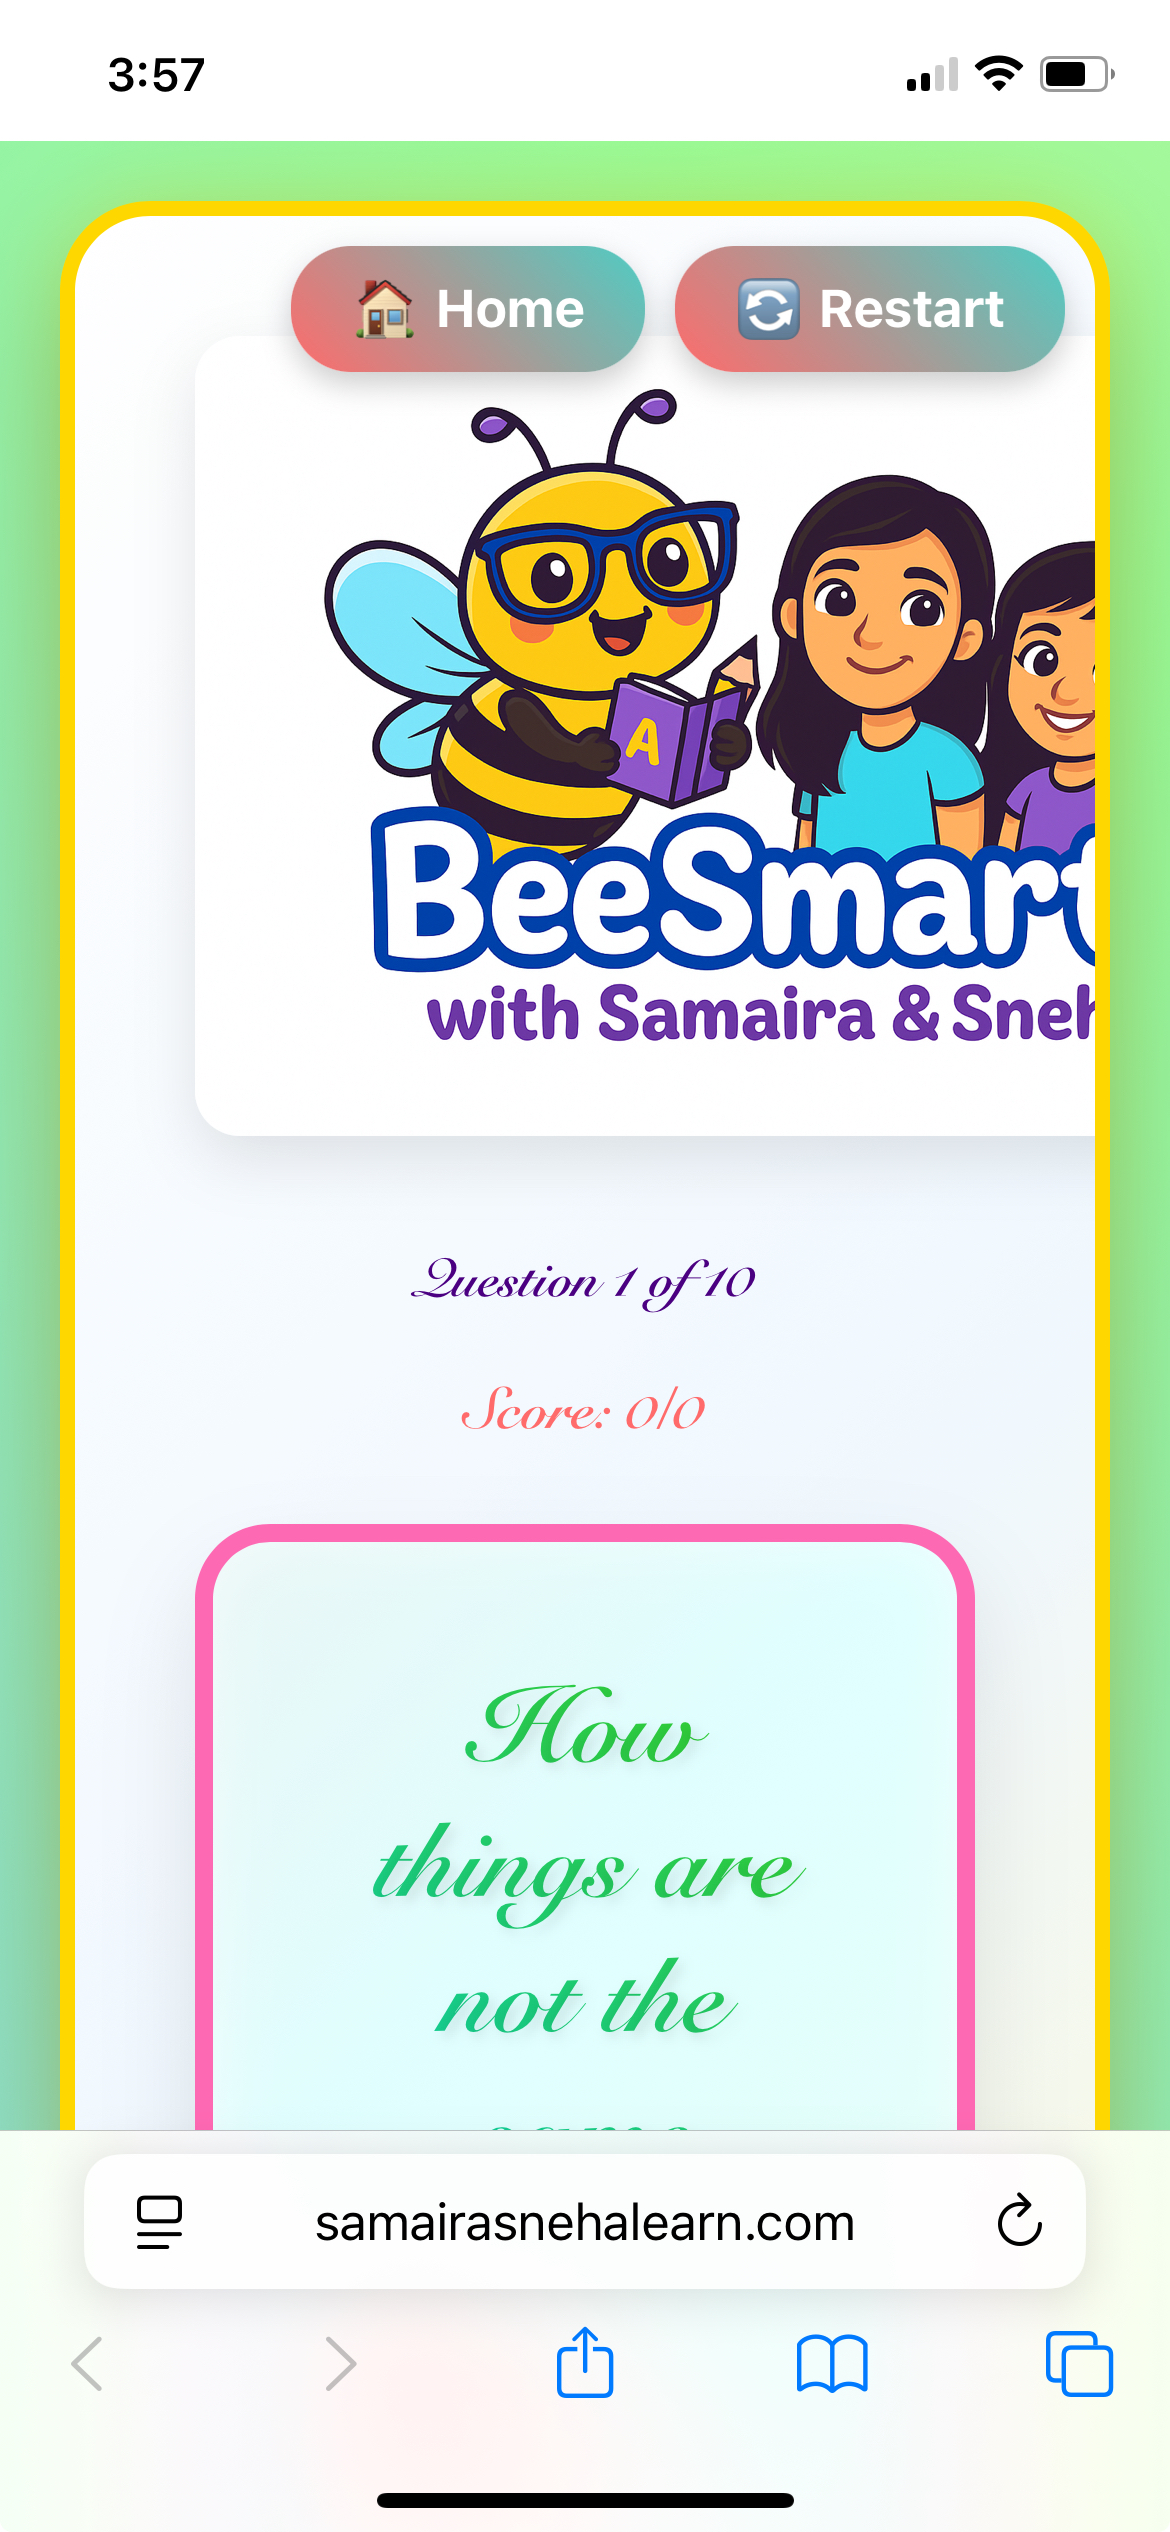 3:57
Home
Restart
A
BeeSmart
with Samaira & Sneh
Question 1 of 10
Score: 0/0
How
things are
not the
samairasnehalearn.com